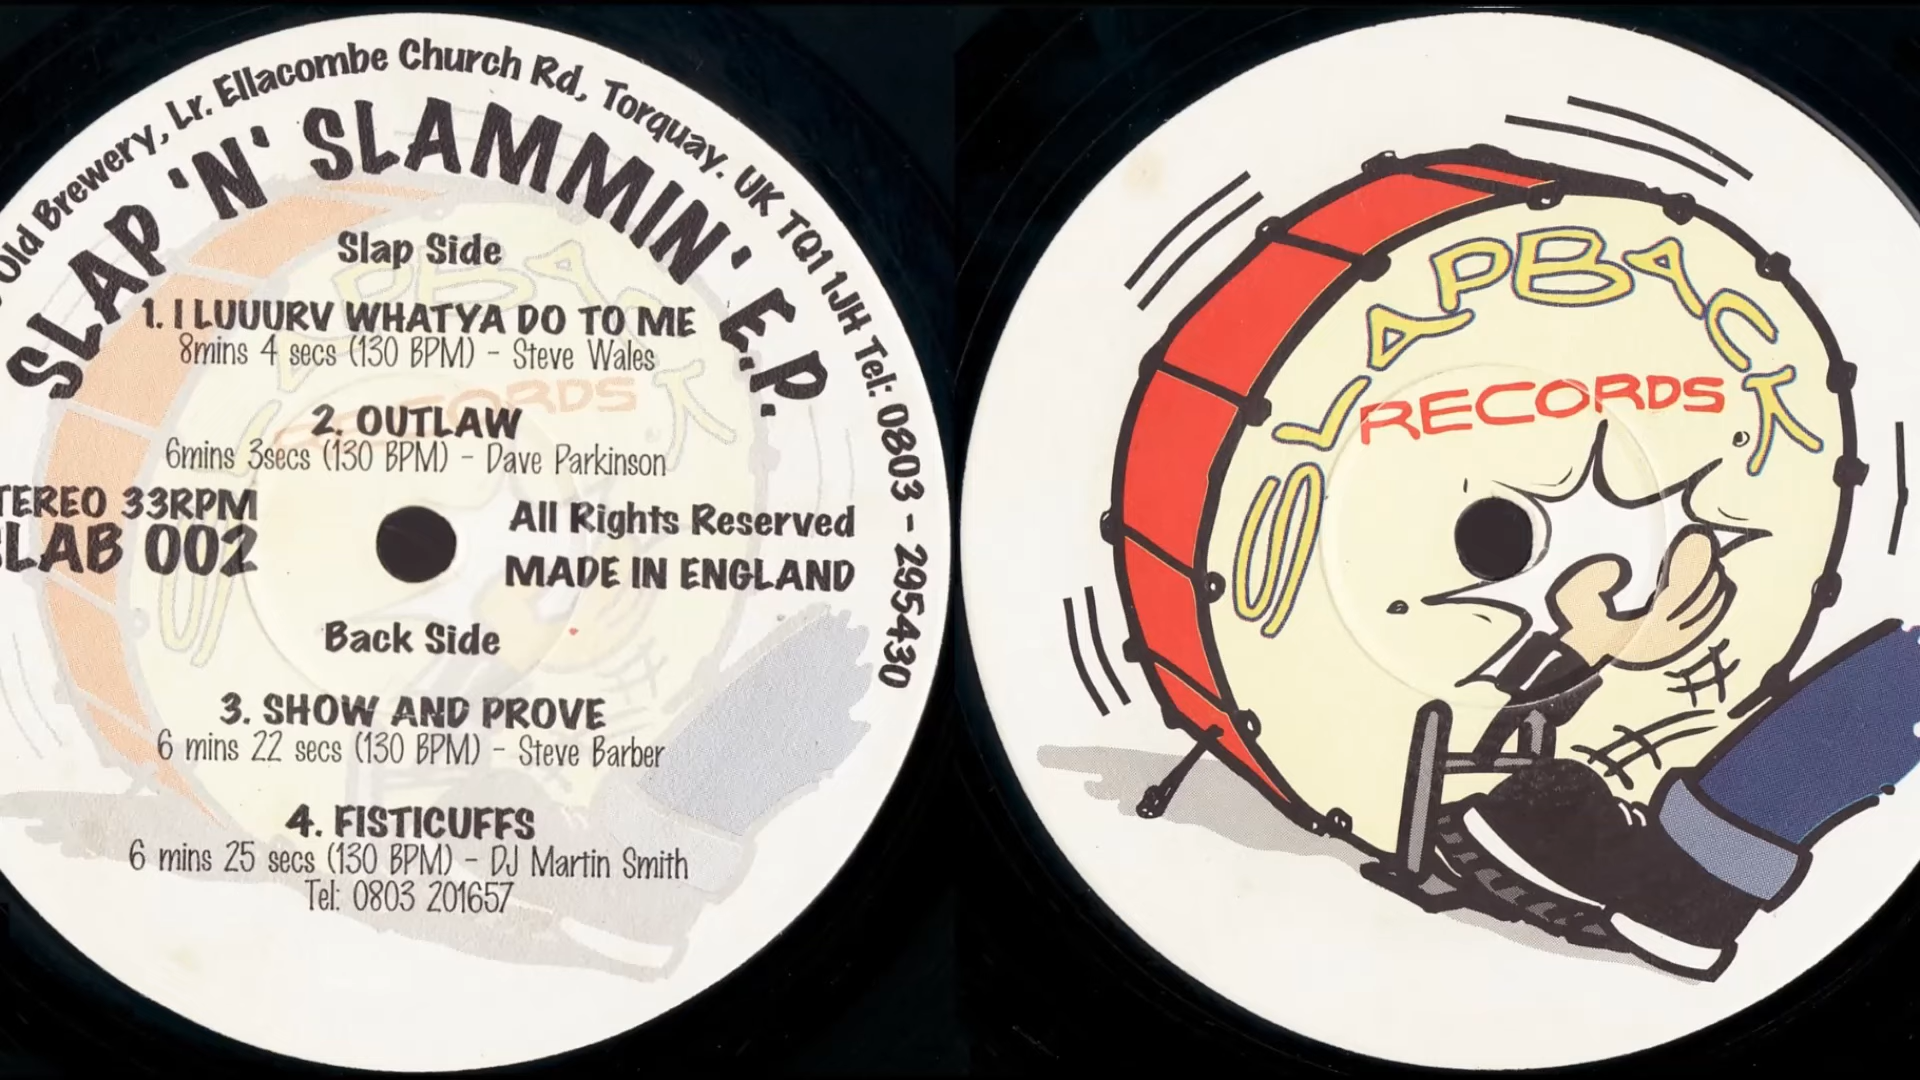 Old Brewery, Lr. Ellacombe Church Rd, Torquay. UK TQ1 1JH Tel: 0803 - 295430
SLAP 'N' SLAMMIN' E.P.
Slap Side
1. I LUUURV WHATYA DO TO ME
8mins 4 secs (130 BPM) - Steve Wales
2. OUTLAW
6mins 3secs (130 BPM) - Dave Parkinson
TEREO 33RPM
SLAB 002
All Rights Reserved
MADE IN ENGLAND
Back Side
3. SHOW AND PROVE
6 mins 22 secs (130 BPM) - Steve Barber
4. FISTICUFFS
6 mins 25 secs (130 BPM) - DJ Martin Smith
Tel: 0803 201657
SLAPBACK
RECORDS